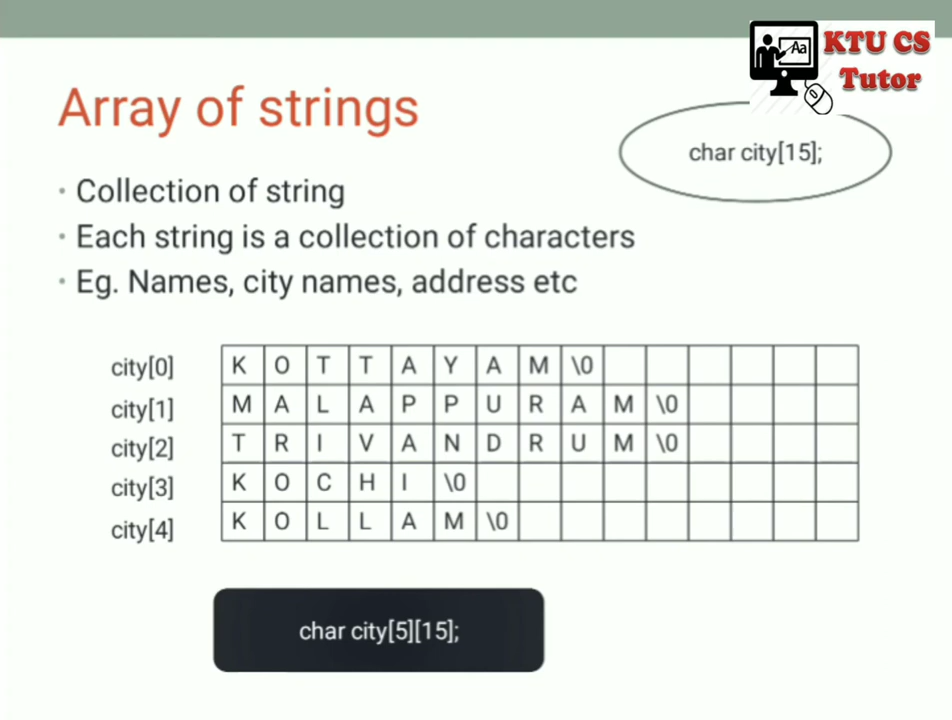 Aa
KTU CS
Tutor
Array of strings
char city[15];
• Collection of string
• Each string is a collection of characters
• Eg. Names, city names, address etc
city[0] K O T T A Y A M \0
city[1] M A L A P P U R A M \0
city[2] T R I V A N D R U M \0
city[3] K O C H I \0
city[4] K O L L A M \0
char city[5][15];